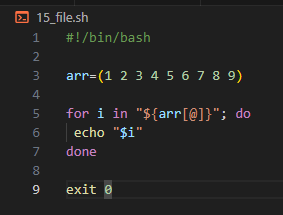 15_file.sh
1 #!/bin/bash
2
3 arr=(1 2 3 4 5 6 7 8 9)
4
5 for i in "${arr[@]}"; do
6  echo "$i"
7 done
8
9 exit 0